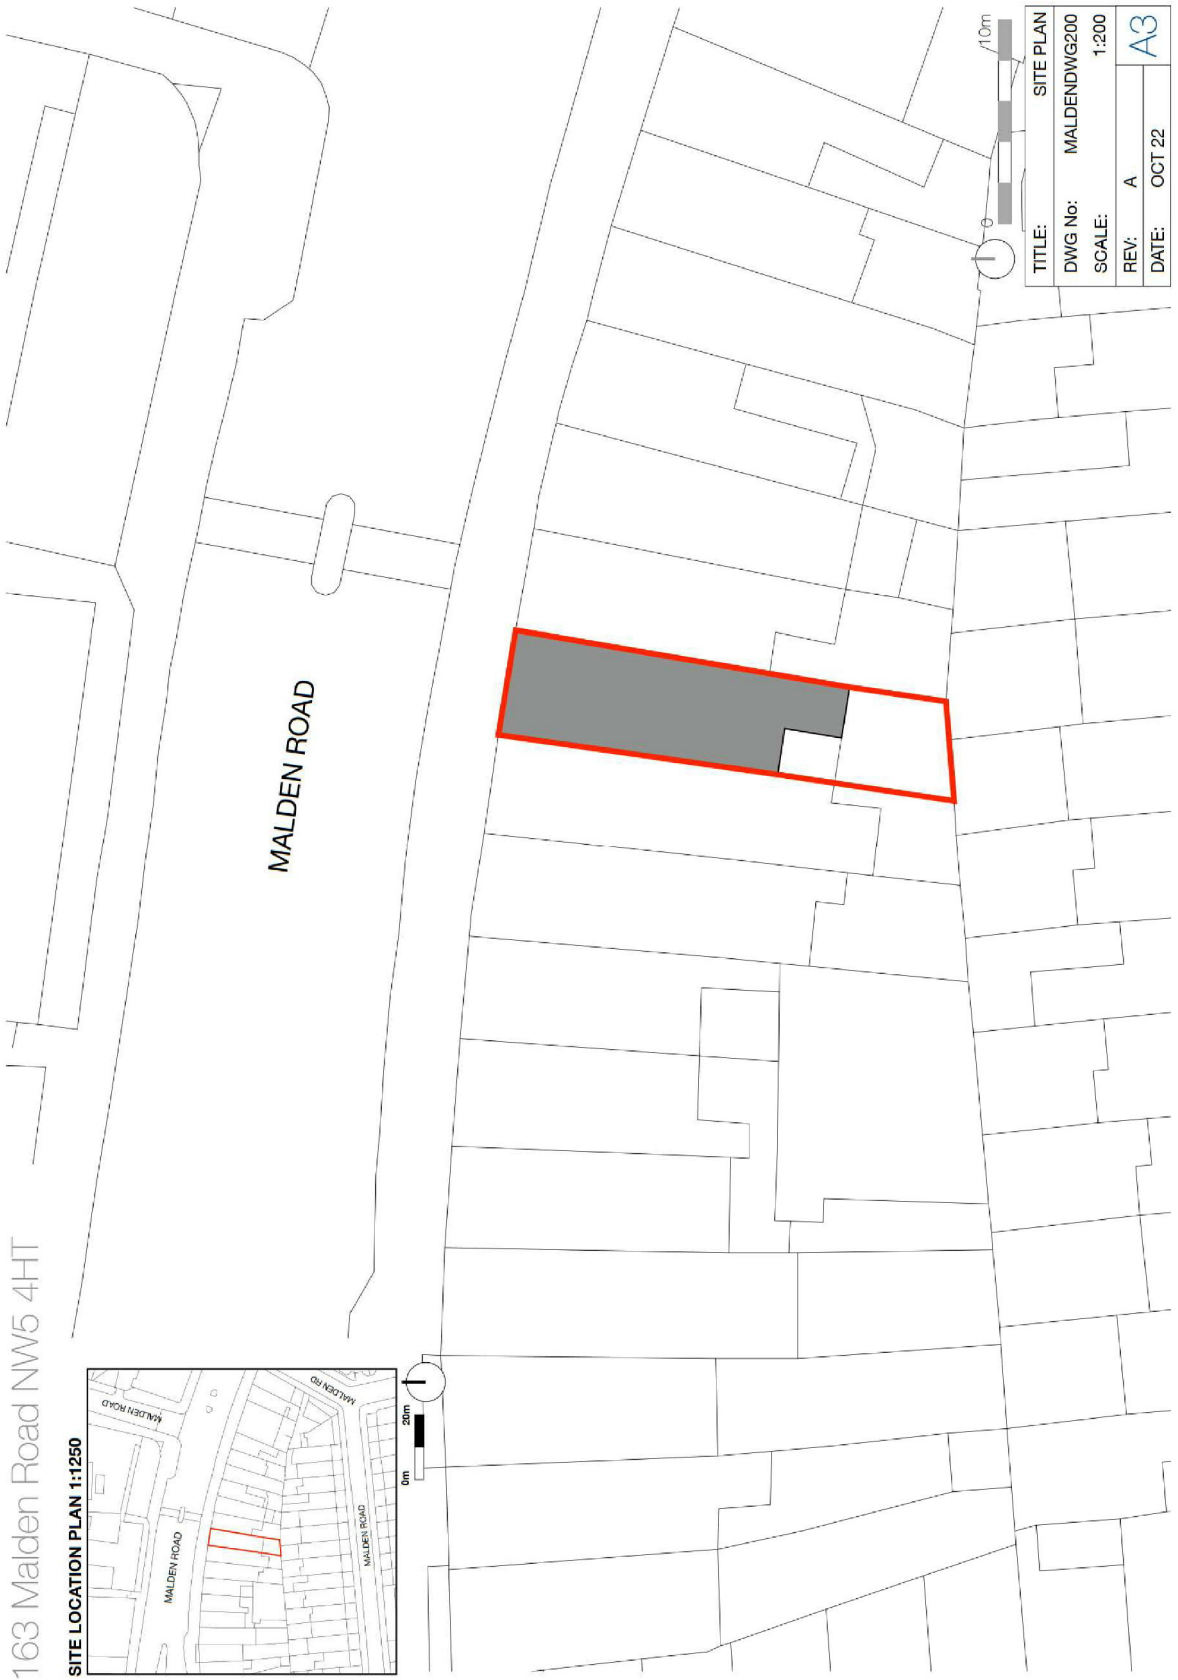 163 Malden Road NW5 4HT
SITE LOCATION PLAN 1:1250
MALDEN ROAD
MALDEN ROAD
MALDEN RD
MALDEN ROAD
0m 20m
MALDEN ROAD
0 10m
TITLE: SITE PLAN
DWG No: MALDENDWG200
SCALE: 1:200
REV: A
DATE: OCT 22
A3